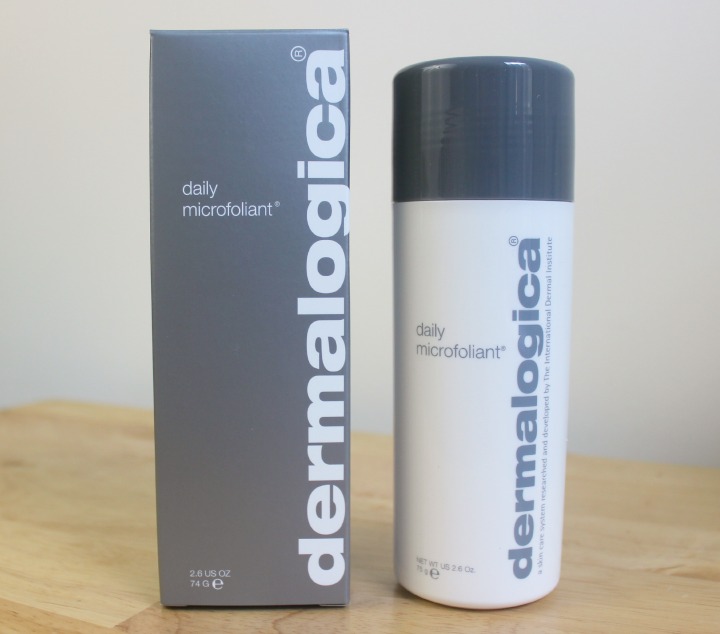 daily
microfoliant®
dermalogica®
2.6 US OZ
74 G e
daily
microfoliant®
dermalogica®
a skin care system researched and developed by The International Dermal Institute
NET WT US 2.6 Oz.
g e